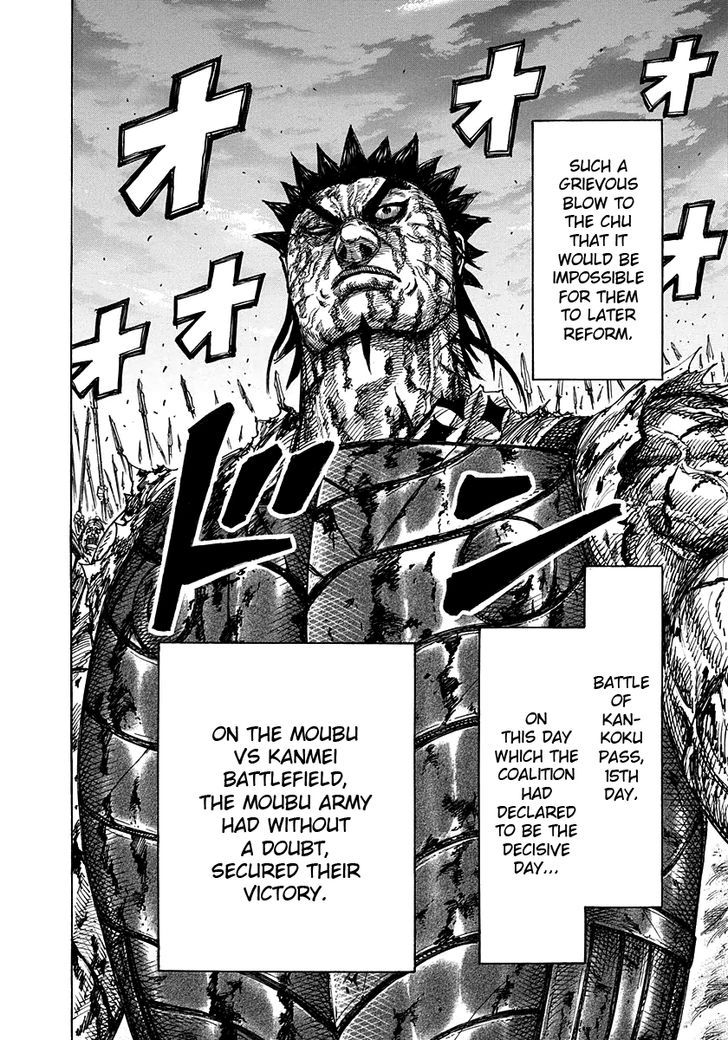 オオオオオ
SUCH A
GRIEVOUS
BLOW TO
THE CHU
THAT IT
WOULD BE
IMPOSSIBLE
FOR THEM
TO LATER
REFORM.
ドン
BATTLE
OF
KAN-
KOKU
PASS,
15TH
DAY.
ON
THIS DAY
WHICH THE
COALITION
HAD
DECLARED
TO BE THE
DECISIVE
DAY...
ON THE MOUBU
VS KANMEI
BATTLEFIELD,
THE MOUBU ARMY
HAD WITHOUT
A DOUBT,
SECURED THEIR
VICTORY.